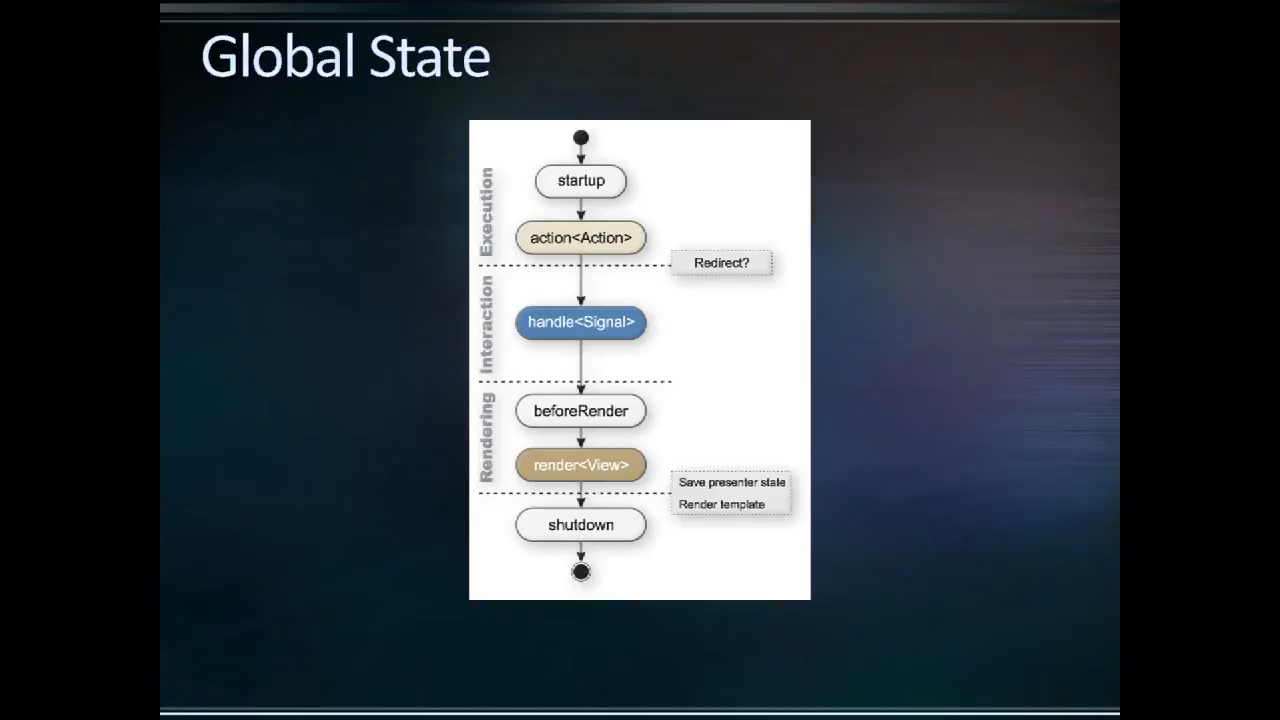 Global State
Execution
startup
action<Action>
Redirect?
Interaction
handle<Signal>
Rendering
beforeRender
render<View>
Save presenter state
Render template
shutdown